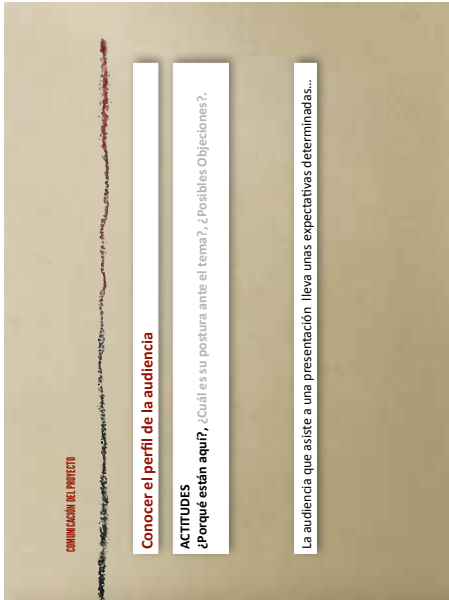 COMUNICACIÓN DEL PROYECTO
Conocer el perfil de la audiencia
ACTITUDES
¿Porqué están aquí?, ¿Cuál es su postura ante el tema?, ¿Posibles Objeciones?.
La audiencia que asiste a una presentación lleva unas expectativas determinadas...